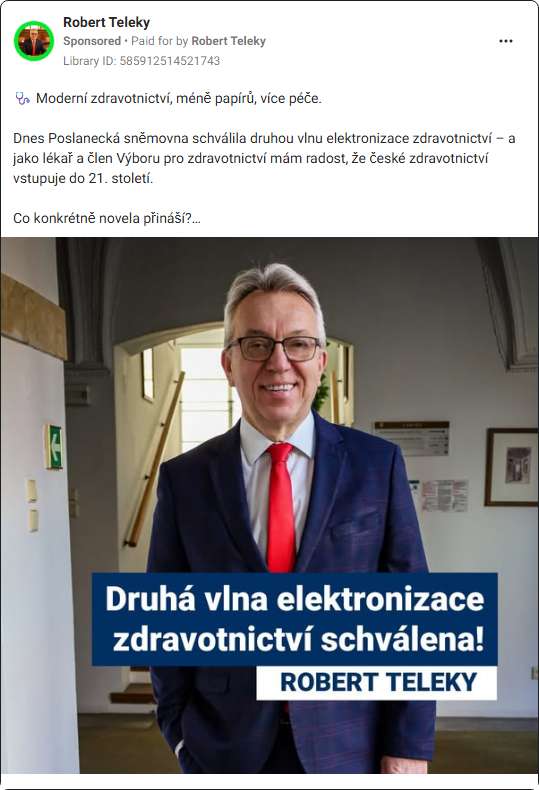 Robert Teleky
Sponsored • Paid for by Robert Teleky
Library ID: 585912514521743
🩺 Moderní zdravotnictví, méně papírů, více péče.
Dnes Poslanecká sněmovna schválila druhou vlnu elektronizace zdravotnictví – a
jako lékař a člen Výboru pro zdravotnictví mám radost, že české zdravotnictví
vstupuje do 21. století.
Co konkrétně novela přináší?...
Druhá vlna elektronizace
zdravotnictví schválena!
ROBERT TELEKY